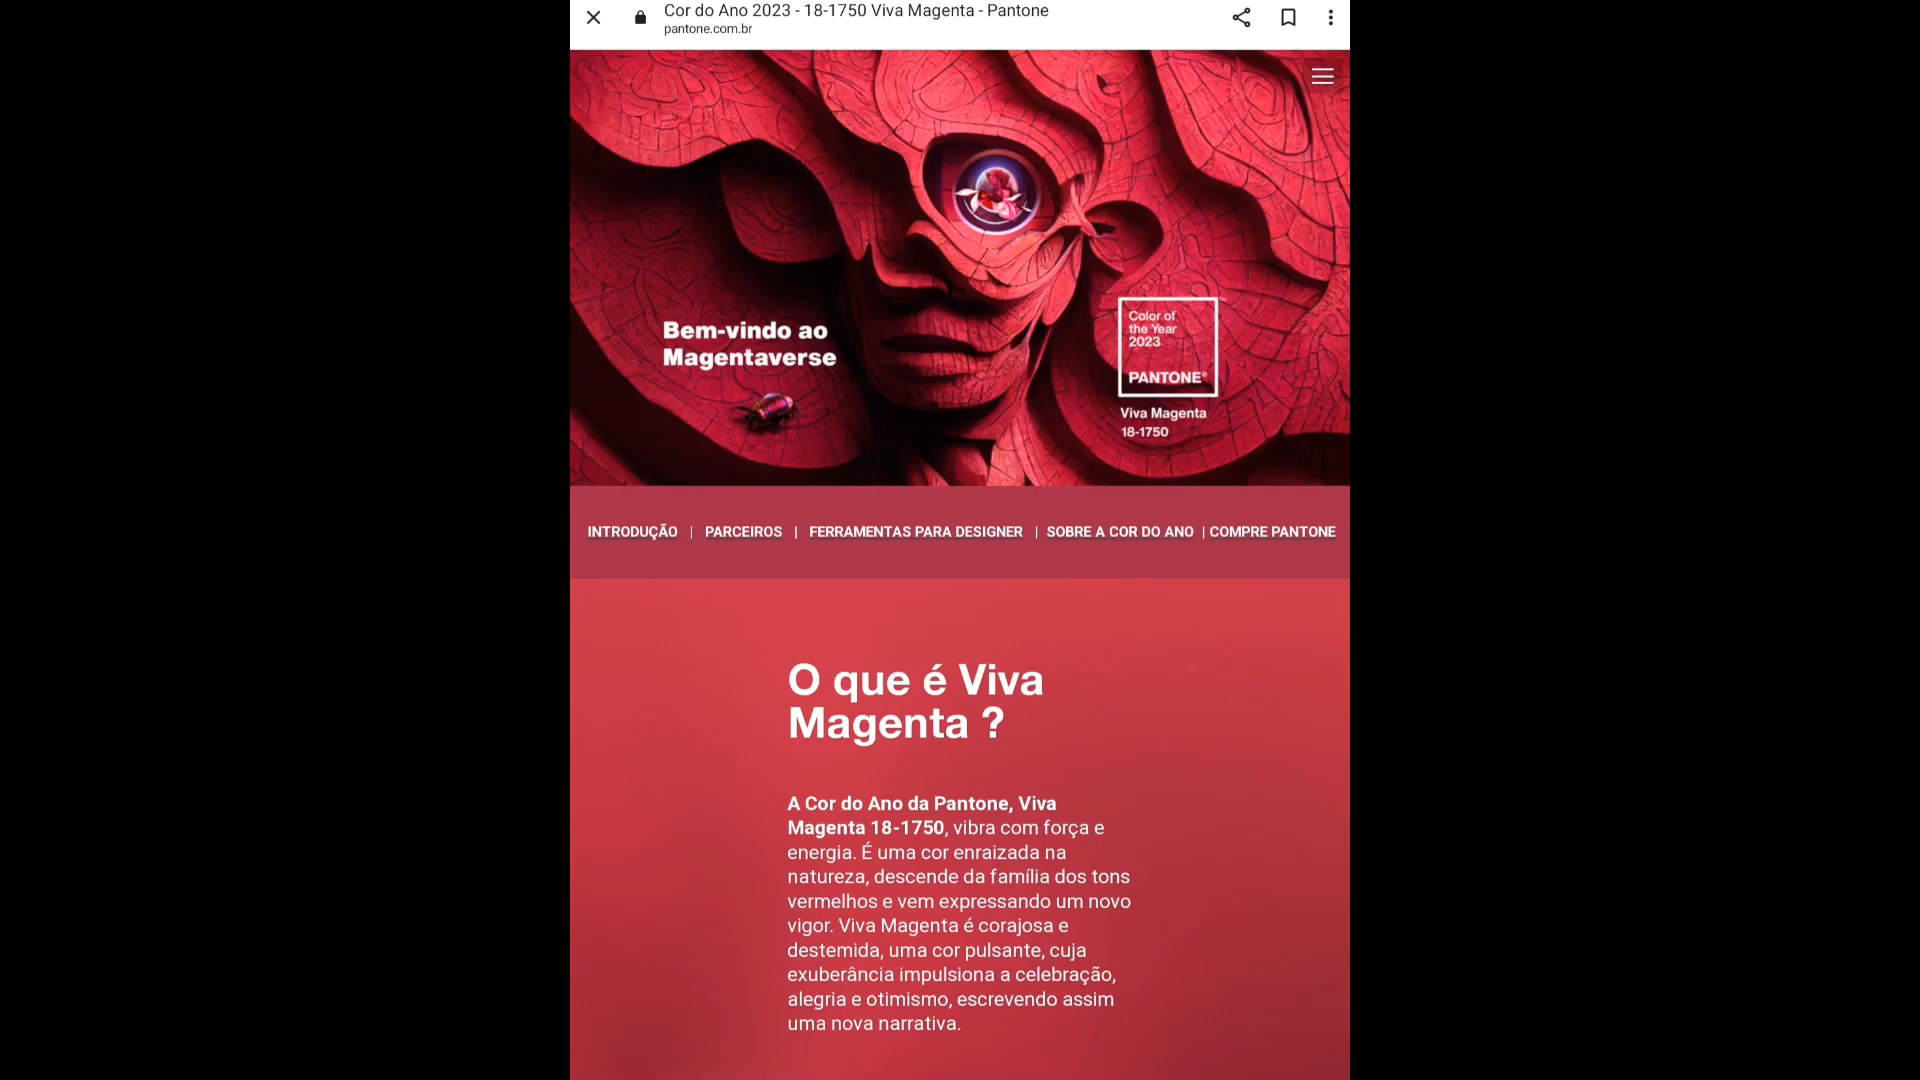 Cor do Ano 2023 - 18-1750 Viva Magenta - Pantone
pantone.com.br
Bem-vindo ao
Magentaverse
Color of
the Year
2023
PANTONE®
Viva Magenta
18-1750
INTRODUÇÃO | PARCEIROS | FERRAMENTAS PARA DESIGNER | SOBRE A COR DO ANO | COMPRE PANTONE
O que é Viva
Magenta ?
A Cor do Ano da Pantone, Viva
Magenta 18-1750, vibra com força e
energia. É uma cor enraizada na
natureza, descende da família dos tons
vermelhos e vem expressando um novo
vigor. Viva Magenta é corajosa e
destemida, uma cor pulsante, cuja
exuberância impulsiona a celebração,
alegria e otimismo, escrevendo assim
uma nova narrativa.